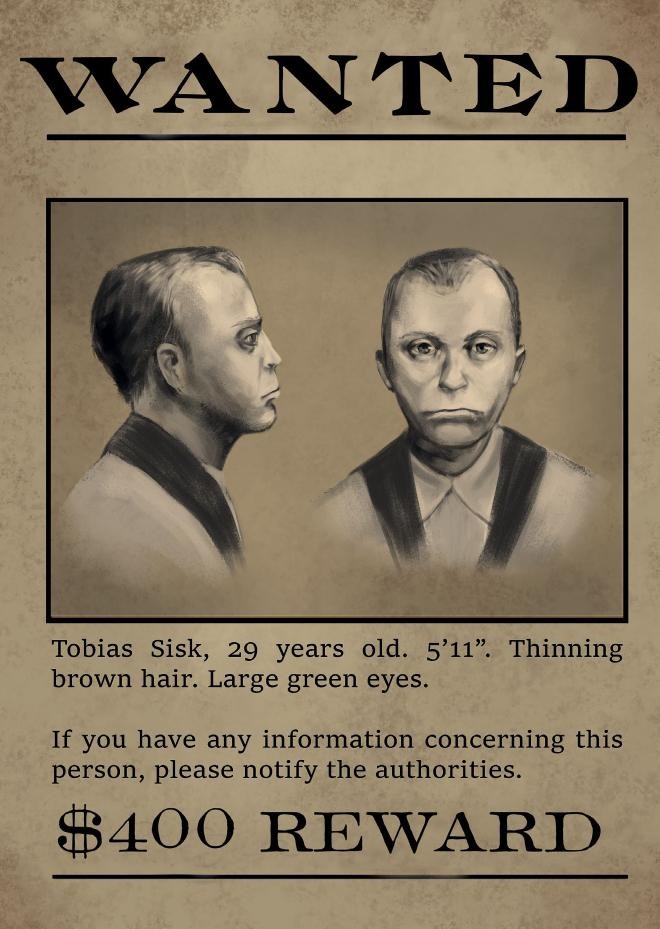 WANTED
Tobias Sisk, 29 years old. 5’11”. Thinning
brown hair. Large green eyes.
If you have any information concerning this
person, please notify the authorities.
$400 REWARD